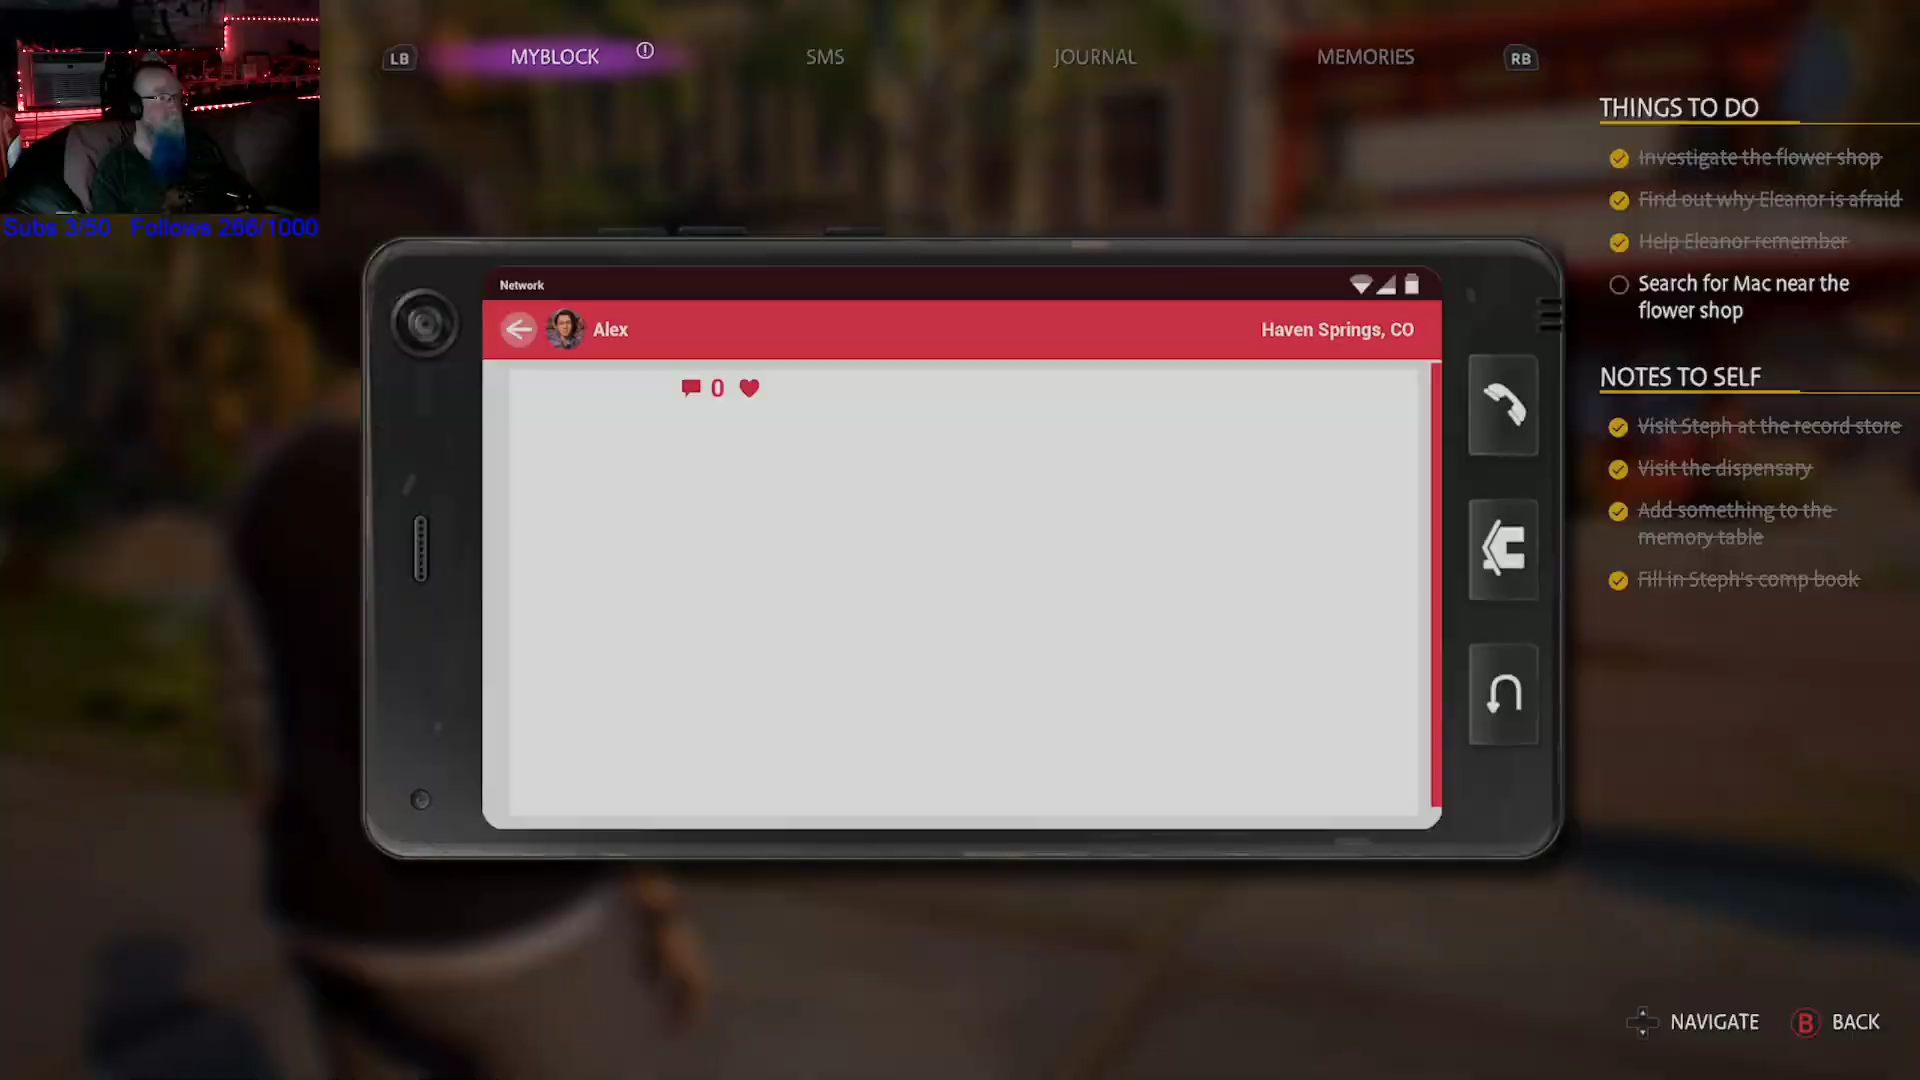 LB
MYBLOCK
SMS
JOURNAL
MEMORIES
RB
Subs 3/50 Follows 266/1000
THINGS TO DO
Investigate the flower shop
Find out why Eleanor is afraid
Help Eleanor remember
Search for Mac near the
flower shop
NOTES TO SELF
Visit Steph at the record store
Visit the dispensary
Add something to the
memory table
Fill in Steph's comp book
Network
Alex
Haven Springs, CO
0
NAVIGATE
B BACK